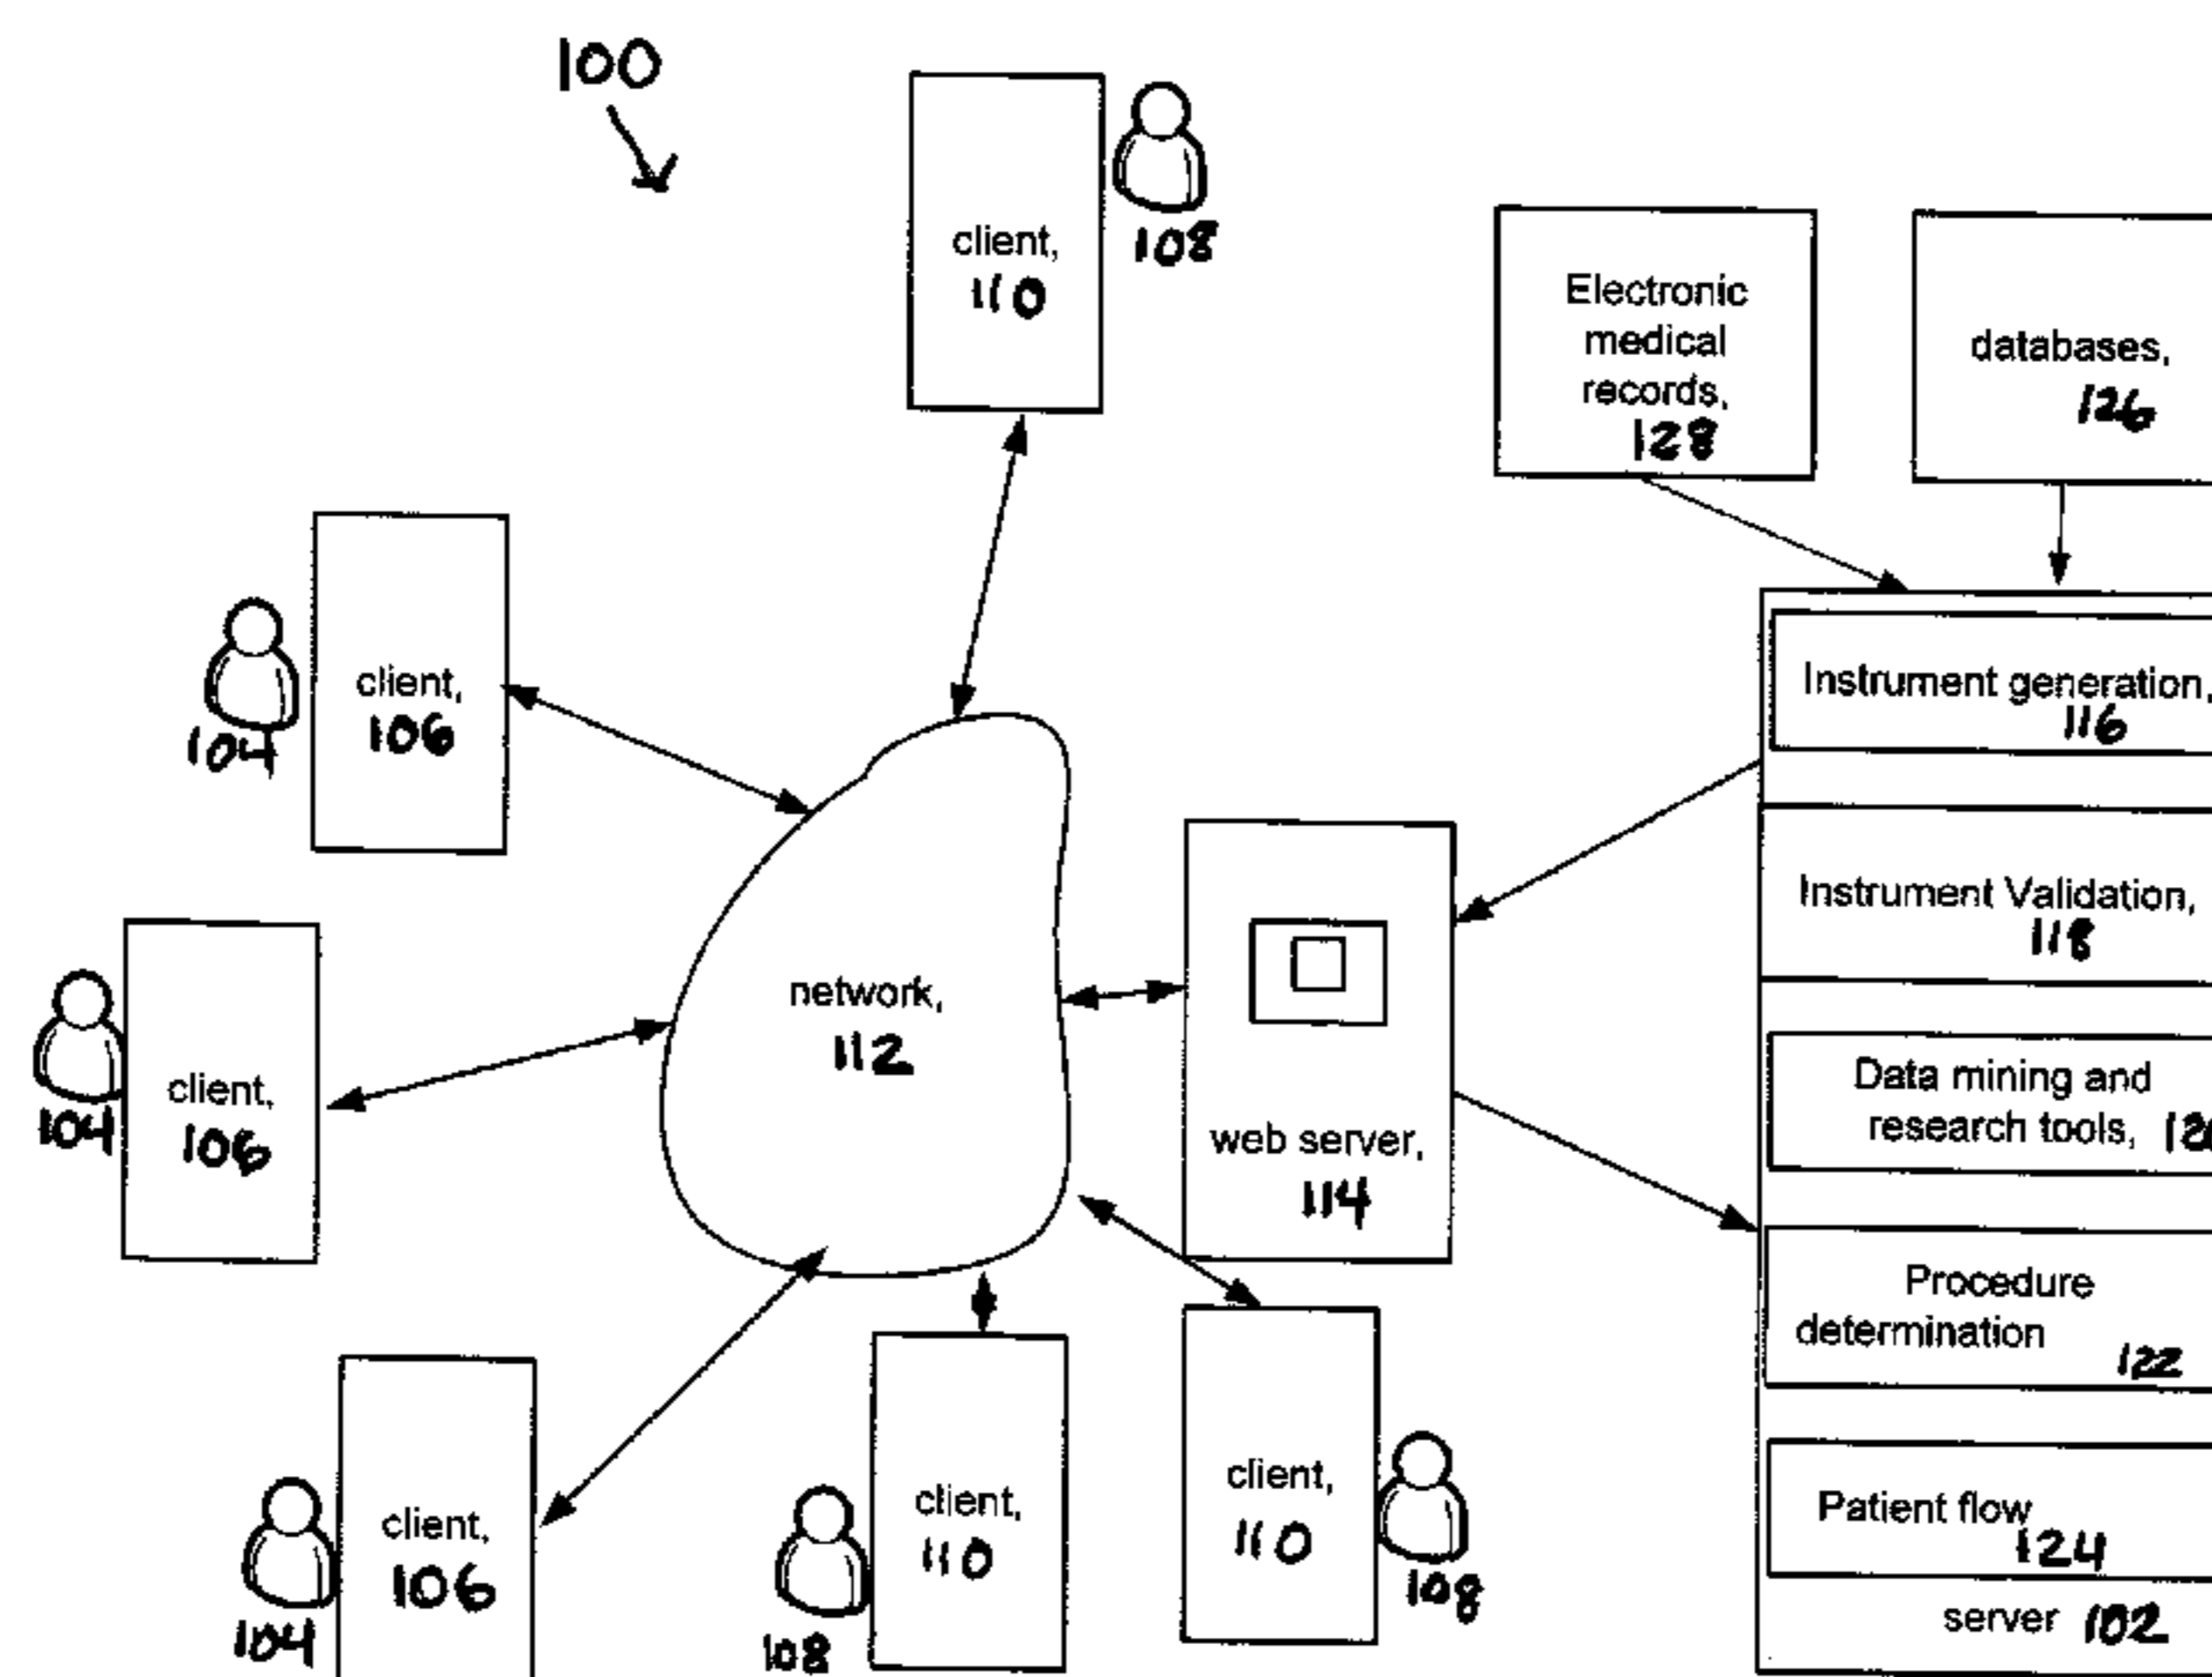 100
108
client,
110
Electronic
medical
records,
128
databases,
126
104
client,
106
Instrument generation,
116
Instrument Validation,
118
104
client,
106
network,
112
web server,
114
Data mining and
research tools,
Procedure
determination
122
104
client,
106
108
client,
110
client,
110
108
Patient flow
124
server 102